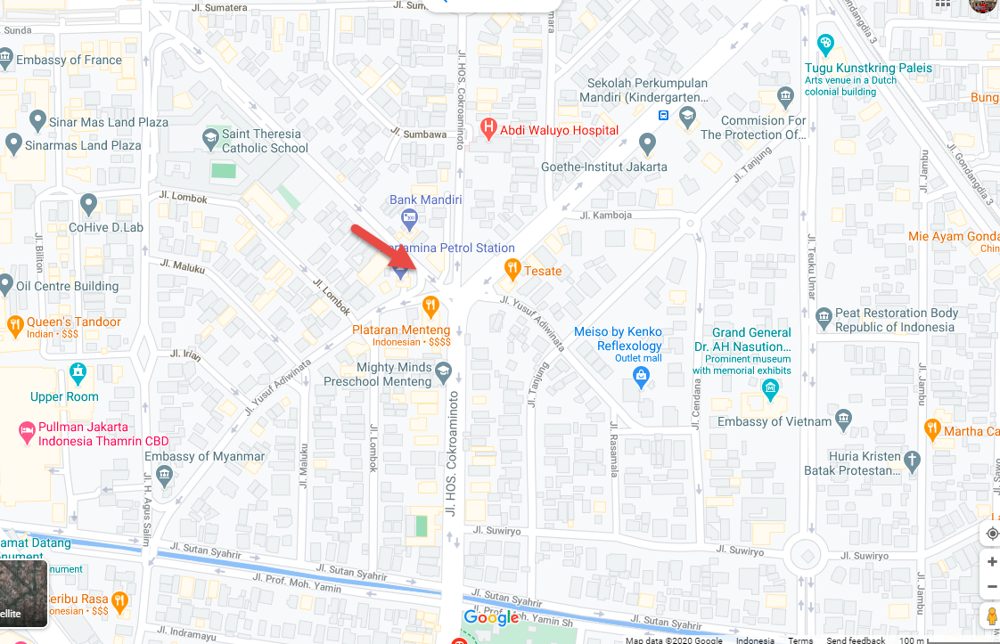 Jl. Sumatera
Sunda
Gondangdia 3
Embassy of France
Tugu Kunstkring Paleis
Arts venue in a Dutch
colonial building
Jl. HOS. Cokroaminoto
Sekolah Perkumpulan
Mandiri (Kindergarten...
Bung
Sinar Mas Land Plaza
Sinarmas Land Plaza
Saint Theresia
Catholic School
Jl. Sumbawa
H
Abdi Waluyo Hospital
Commision For
The Protection Of...
Goethe-Institut Jakarta
Jl. Tanjung
Jl. Jambu
Jl. Gondangdia 3
Jl. Lombok
Bank Mandiri
CoHive D.Lab
Jl. Kamboja
Jl. Biliton
Jl. Maluku
Petrol Station
Tesate
Mie Ayam Gonda
Chin
Jl. Teuku Umar
Oil Centre Building
Jl. Lombok
Jl. Yusuf Adiwinata
Queen's Tandoor
Indian • $$$
Plataran Menteng
Indonesian • $$$$
Meiso by Kenko
Reflexology
Outlet mall
Grand General
Dr. AH Nasution...
Prominent museum
with memorial exhibits
Peat Restoration Body
Republic of Indonesia
Jl. Irian
Jl. Yusuf Adiwinata
Mighty Minds
Preschool Menteng
Jl. Tanjung
Jl. Cendana
Jl. Jambu
Upper Room
Embassy of Vietnam
Pullman Jakarta
Indonesia Thamrin CBD
Martha Ca
Embassy of Myanmar
Jl. Maluku
Jl. Lombok
Jl. HOS. Cokroaminoto
Jl. Rasamala
Huria Kristen
Batak Protestan...
Jl. H. Agus Salim
Jl. Suwiryo
Jl. Suwiryo
Jl. Suwiryo
amat Datang
nument
Jl. Sutan Syahrir
Jl. Sutan Syahrir
Jl. Prof. Moh. Yamin
Jl. Sutan Syahrir
Jl. Prof. Moh. Yamin Sh
Jl. Jambu
eribu Rasa
onesian • $$$
ellite
Jl. Indramayu
Google
Map data ©2020 Google
Indonesia
Terms
Send feedback
100 m